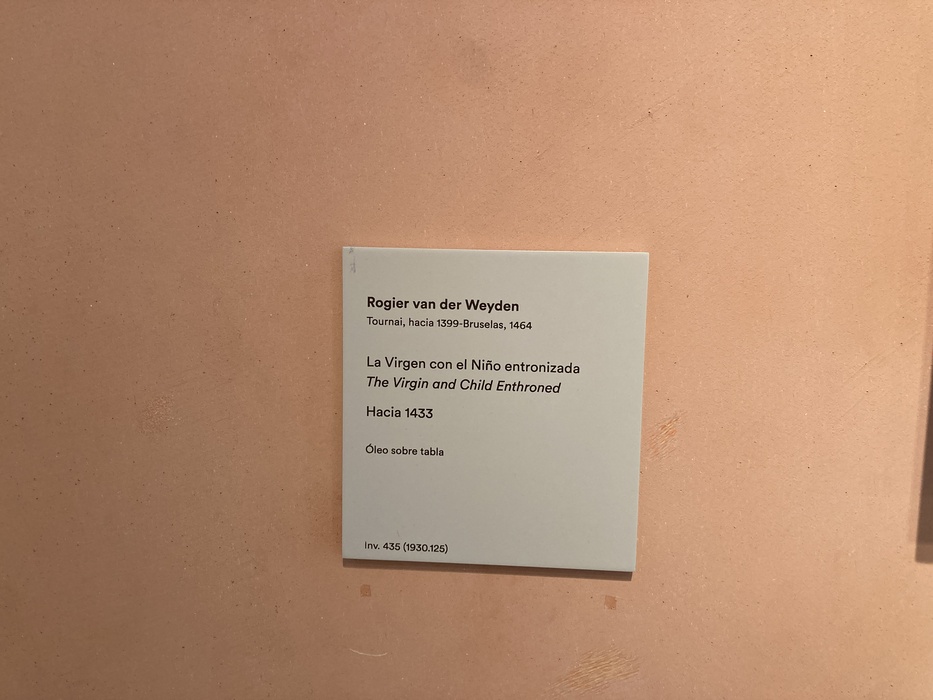 Rogier van der Weyden
Tournai, hacia 1399-Bruselas, 1464
La Virgen con el Niño entronizada
The Virgin and Child Enthroned
Hacia 1433
Óleo sobre tabla
Inv. 435 (1930.125)